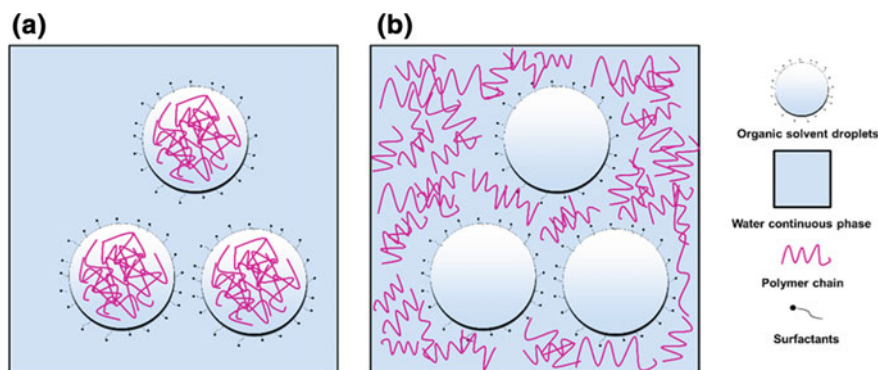 (a)
(b)
Organic solvent droplets
Water continuous phase
Polymer chain
Surfactants